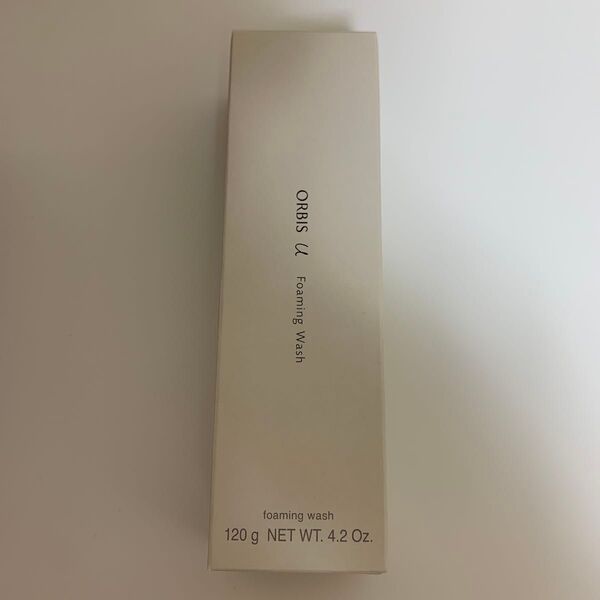 ORBIS u Foaming Wash
foaming wash
120 g NET WT. 4.2 Oz.